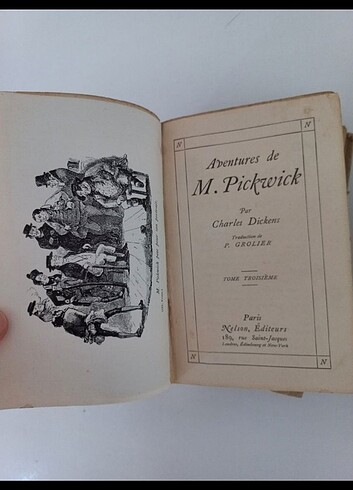 M. Pickwick
N
N
Aventures de
M. Pickwick
Par
Charles Dickens
Traduction de
P. GROLIER
TOME TROISIÈME
Paris
Nelson, Éditeurs
189, rue Saint-Jacques
Londres, Édimbourg et New-York
N
N